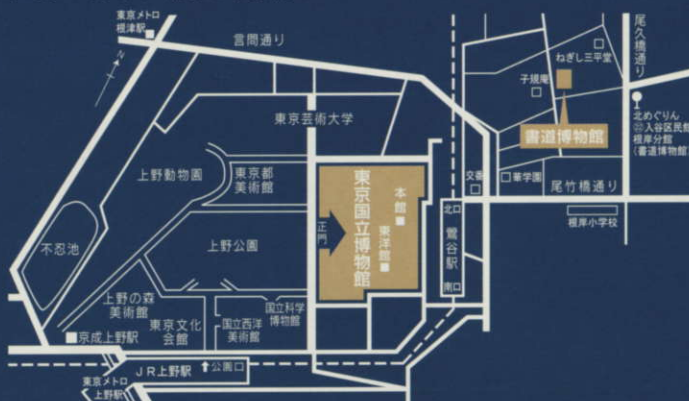 東京メトロ
根津駅
N
言問通り
尾久橋通り
ねぎし三平堂
子規庵
書道博物館
北めぐりん
㉒入谷区民館
根岸分館
(書道博物館)
東京芸術大学
上野動物園
東京都
美術館
東京国立博物館
本館
東洋館
正門
交番
華学園
尾竹橋通り
北口
鶯谷駅
南口
根岸小学校
不忍池
上野公園
上野の森
美術館
東京文化
会館
国立西洋
美術館
国立科学
博物館
京成上野駅
JR上野駅
公園口
東京メトロ
上野駅